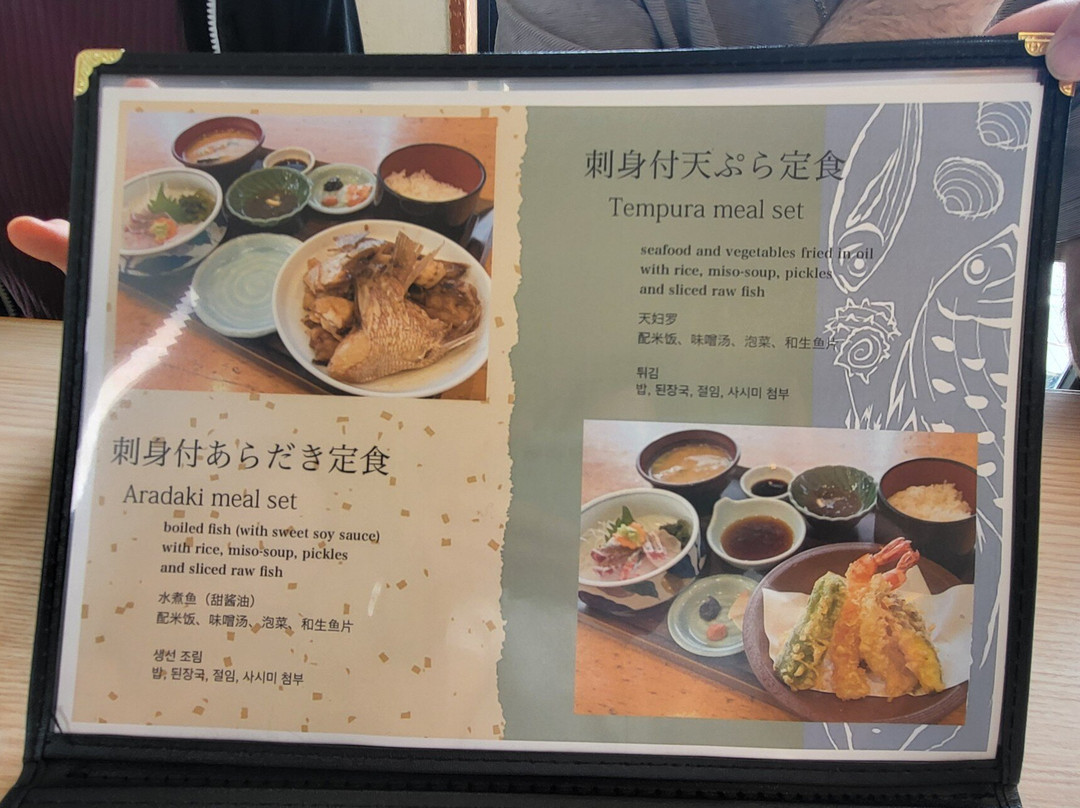 刺身付あらだき定食
Aradaki meal set
boiled fish (with sweet soy sauce)
with rice, miso-soup, pickles
and sliced raw fish
水煮鱼（甜酱油）
配米饭、味噌汤、泡菜、和生鱼片
생선 조림
밥, 된장국, 절임, 사시미 첨부
刺身付天ぷら定食
Tempura meal set
seafood and vegetables fried in oil
with rice, miso-soup, pickles
and sliced raw fish
天妇罗
配米饭、味噌汤、泡菜、和生鱼片
튀김
밥, 된장국, 절임, 사시미 첨부